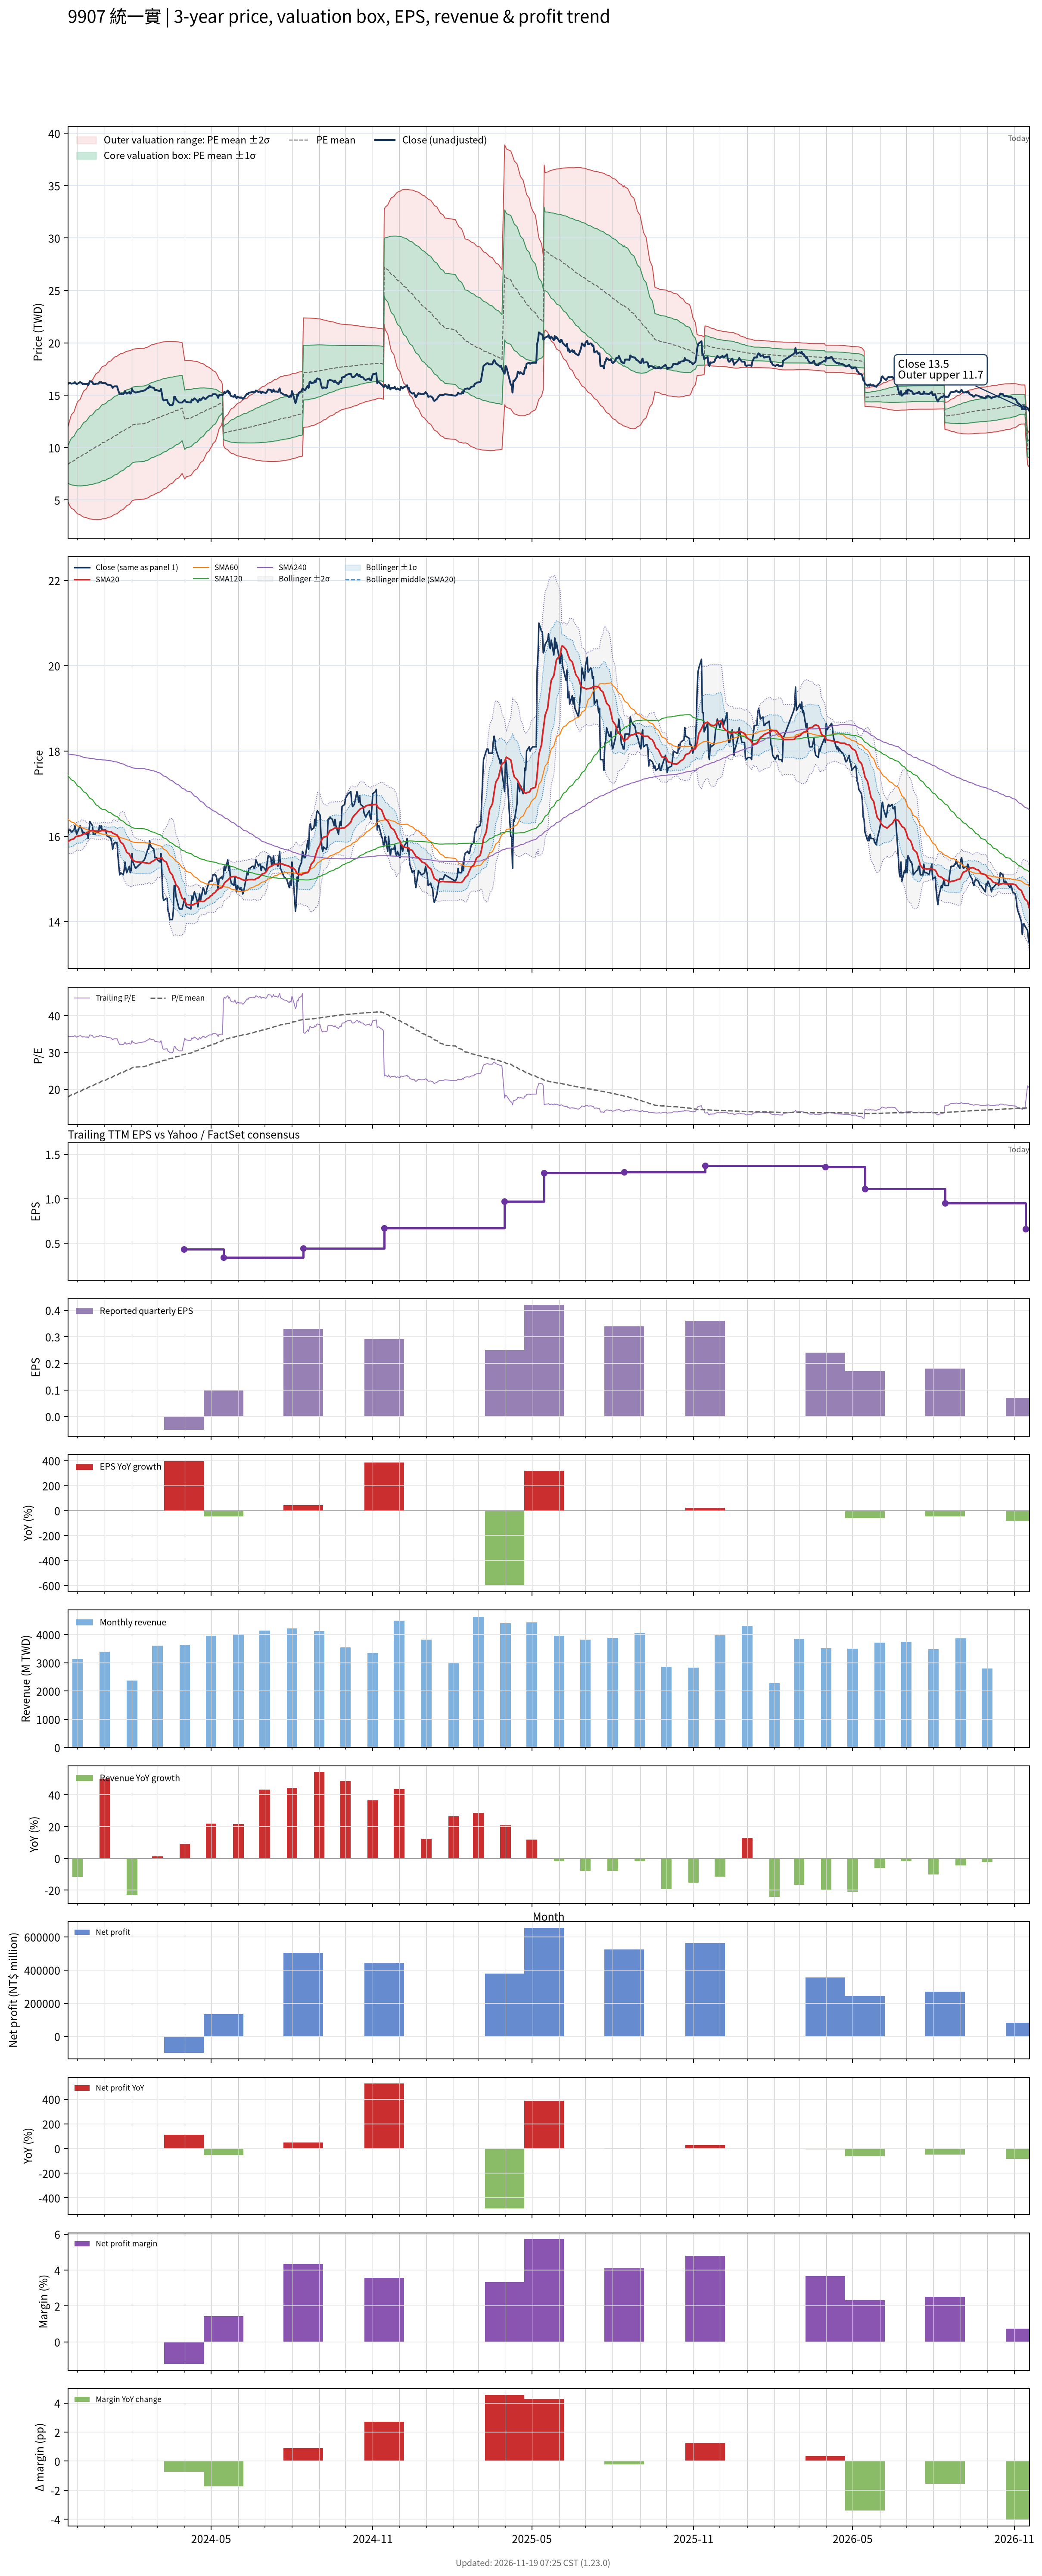 9907 統一實 | 3-year price, valuation box, EPS, revenue & profit trend
Outer valuation range: PE mean ±2σ
Core valuation box: PE mean ±1σ
PE mean
Close (unadjusted)
Today
Price (TWD)
40
35
30
25
20
15
10
5
Close 13.5
Outer upper 11.7
Close (same as panel 1)
SMA20
SMA60
SMA120
SMA240
Bollinger ±2σ
Bollinger ±1σ
Bollinger middle (SMA20)
Price
22
20
18
16
14
Trailing P/E
P/E mean
P/E
40
30
20
Trailing TTM EPS vs Yahoo / FactSet consensus
Today
EPS
1.5
1.0
0.5
Reported quarterly EPS
EPS
0.4
0.3
0.2
0.1
0.0
EPS YoY growth
YoY (%)
400
200
0
-200
-400
-600
Monthly revenue
Revenue (M TWD)
4000
3000
2000
1000
0
Revenue YoY growth
YoY (%)
40
20
0
-20
Month
Net profit
Net profit (NT$ million)
600000
400000
200000
0
Net profit YoY
YoY (%)
400
200
0
-200
-400
Net profit margin
Margin (%)
6
4
2
0
Margin YoY change
Δ margin (pp)
4
2
0
-2
-4
2024-05
2024-11
2025-05
2025-11
2026-05
2026-11
Updated: 2026-11-19 07:25 CST (1.23.0)